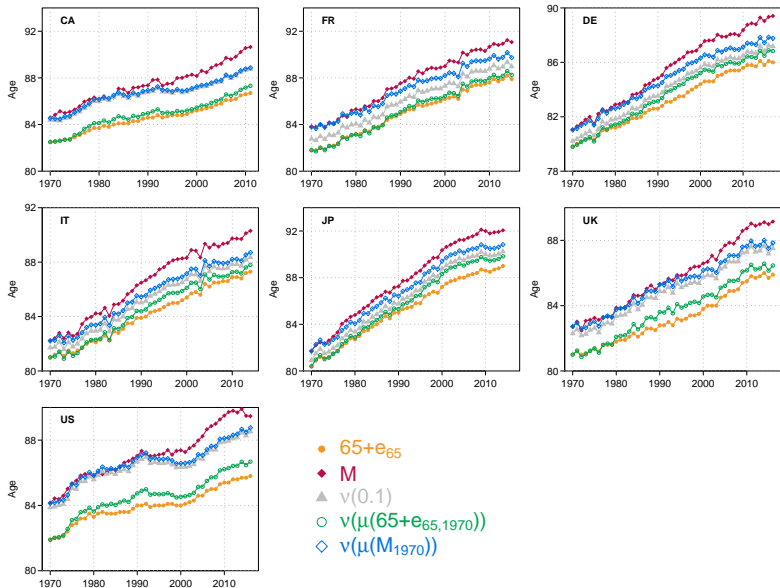 CA
Age
92
88
84
80
1970 1980 1990 2000 2010
FR
Age
92
88
84
80
1970 1980 1990 2000 2010
DE
Age
90
86
82
78
1970 1980 1990 2000 2010
IT
Age
92
88
84
80
1970 1980 1990 2000 2010
JP
Age
92
88
84
80
1970 1980 1990 2000 2010
UK
Age
88
84
80
1970 1980 1990 2000 2010
US
Age
88
84
80
1970 1980 1990 2000 2010
65+e₆₅
M
ν(0.1)
ν(μ(65+e₆₅,₁₉₇₀))
ν(μ(M₁₉₇₀))